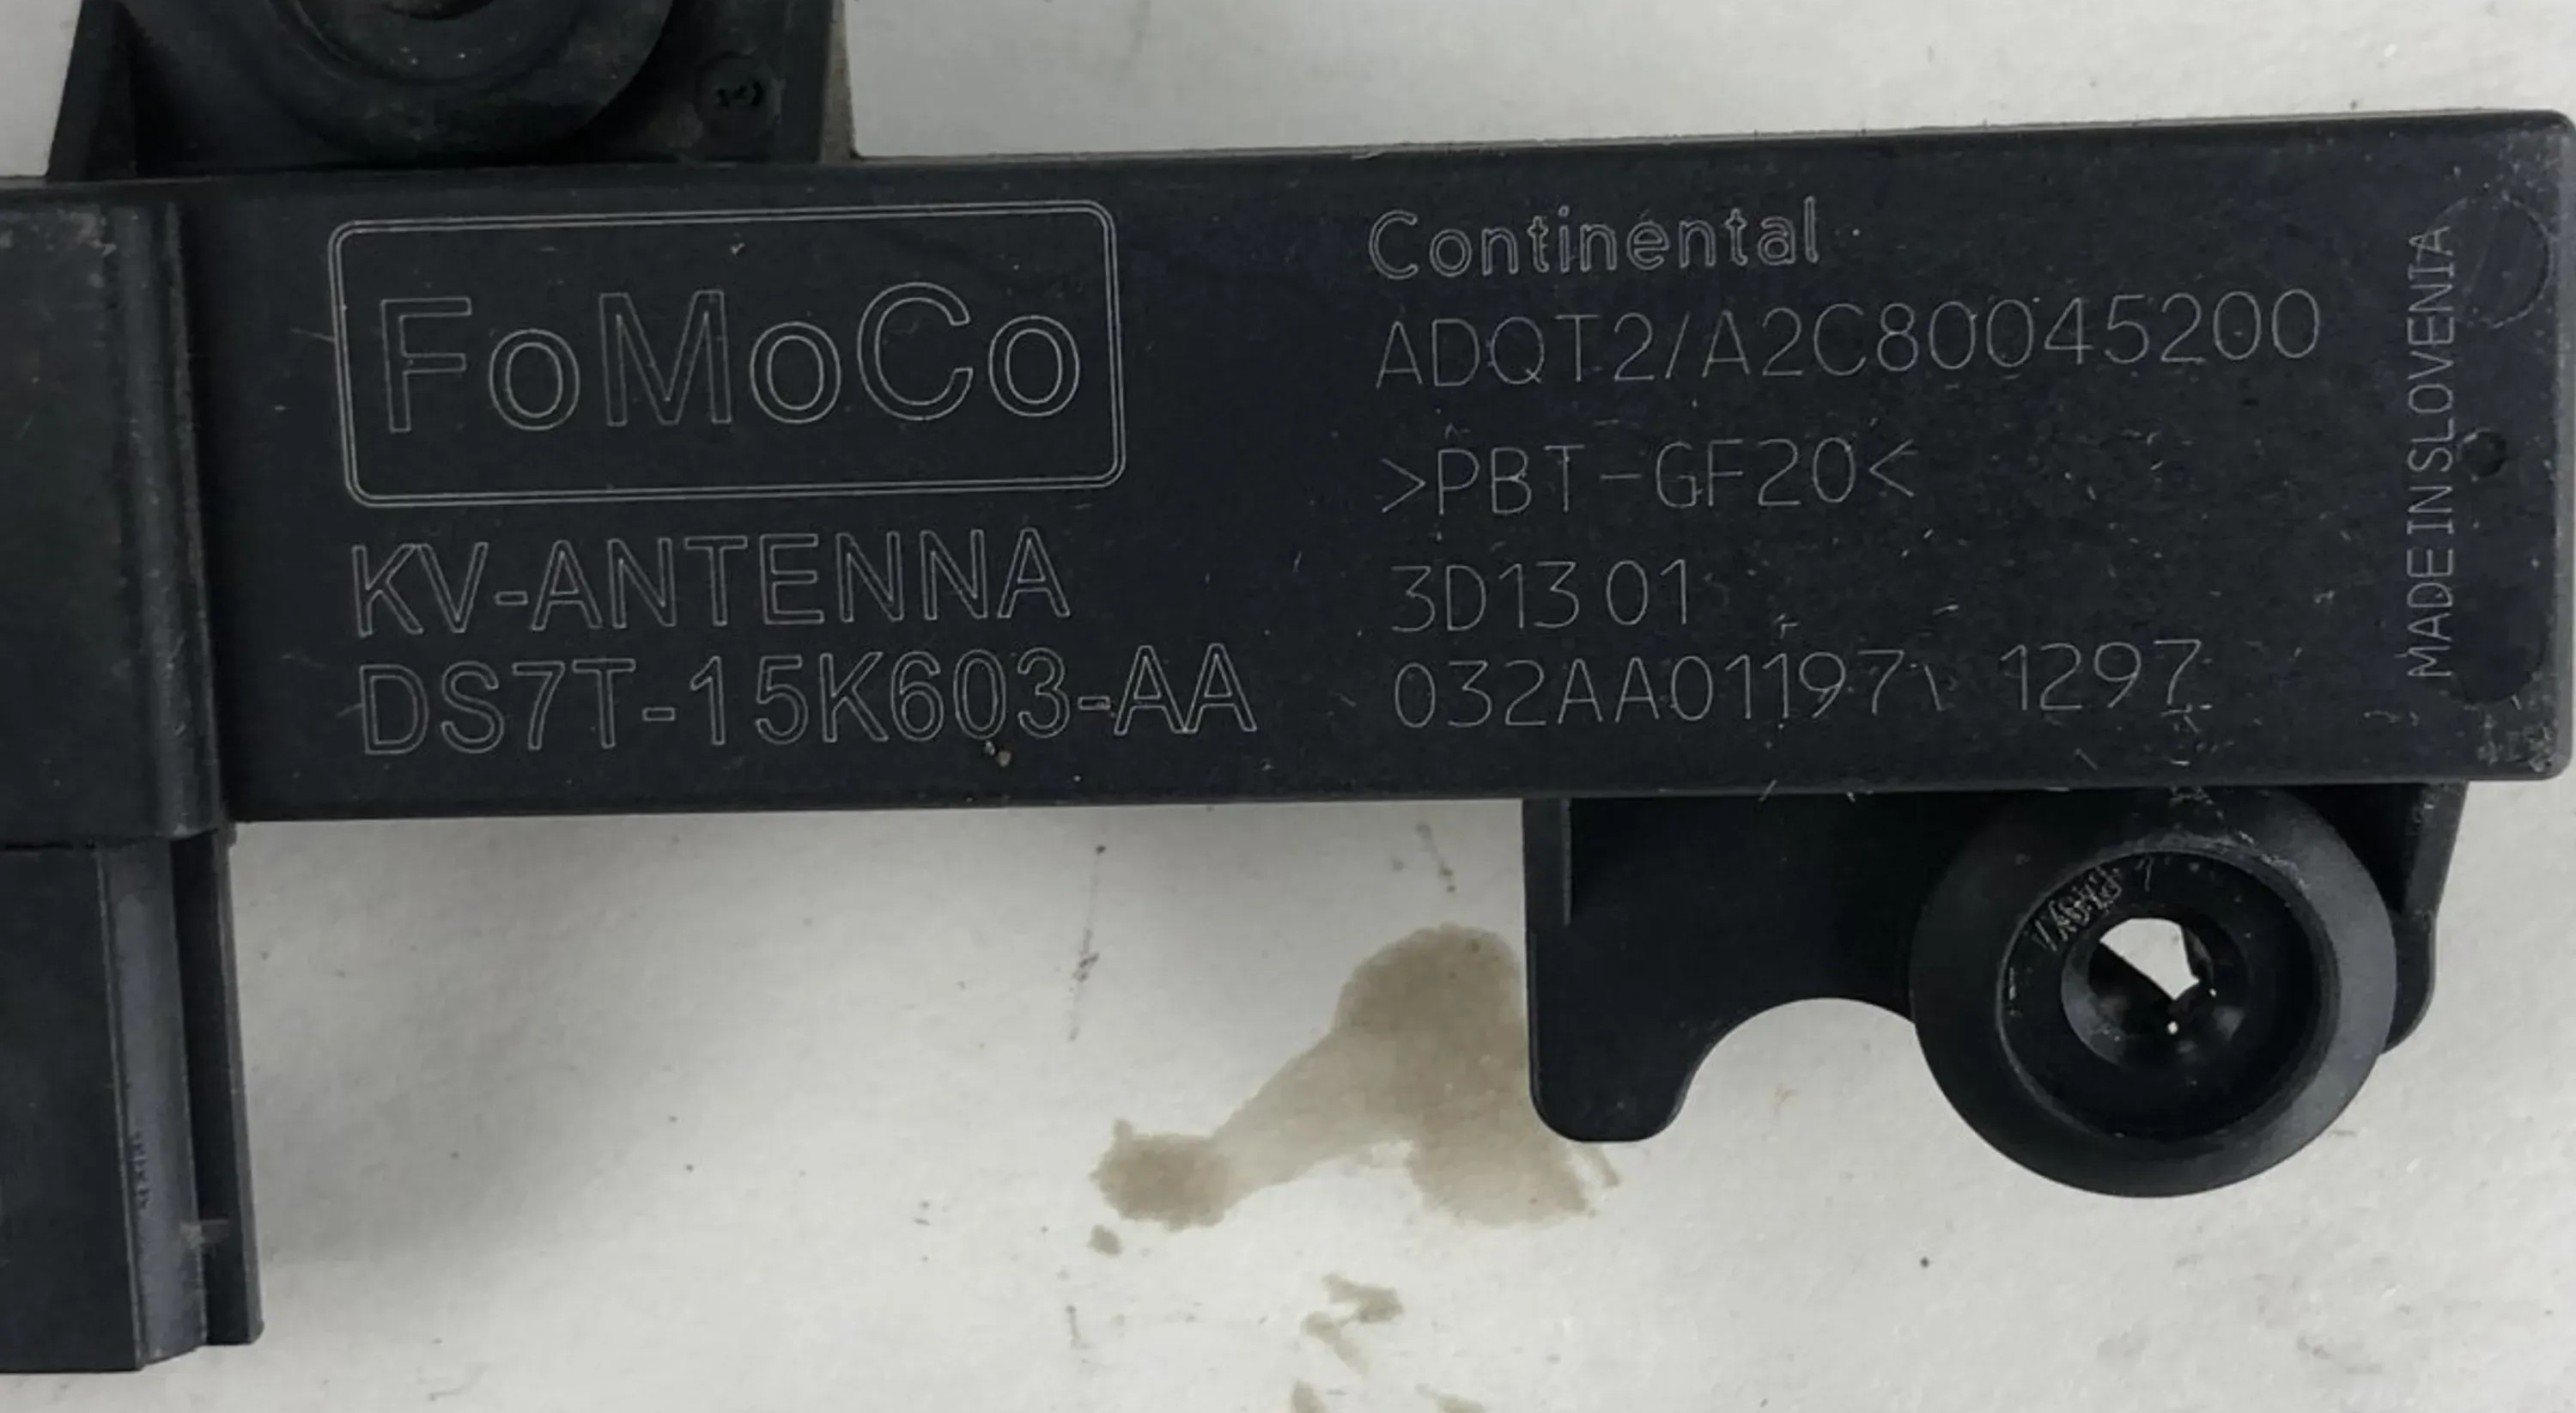 FoMoCo
KV-ANTENNA
DS7T-15K603-AA
Continental
ADQT2/A2C80045200
>PBT-GF20<
3D13 01
032AA01197 1297
MADE IN SLOVENIA